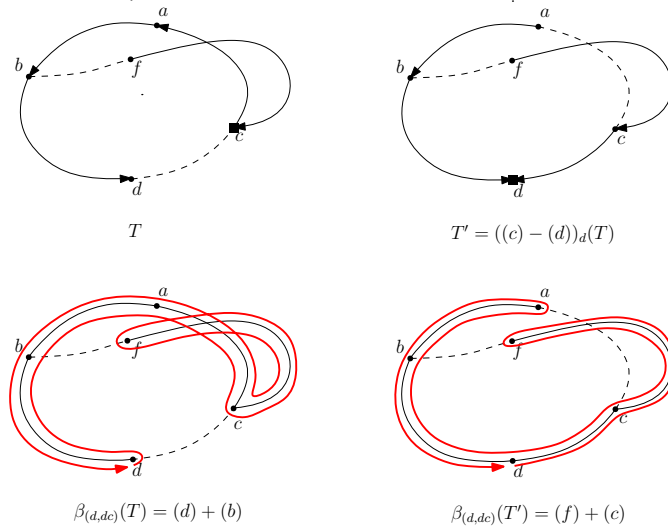 a a
b f b f
c c
d d
T T′ = ((c) − (d))_d(T)
a a
b f b f
c c
d d
β_(d,dc)(T) = (d) + (b) β_(d,dc)(T′) = (f) + (c)